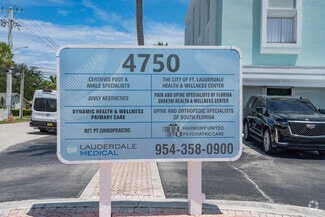 4750
CERTIFIED FOOT &
ANKLE SPECIALISTS
THE CITY OF FT. LAUDERDALE
HEALTH & WELLNESS CENTER
JUVLY AESTHETICS
PAIN AND SPINE SPECIALISTS OF FLORIDA
SHAKTHI HEALTH & WELLNESS CENTER
DYNAMIC HEALTH & WELLNESS
PRIMARY CARE
SPINE AND ORTHOPEDIC SPECIALISTS
OF SOUTH FLORIDA
R2T PT CHIROPRACTIC
HARMONY UNITED
PSYCHIATRIC CARE
LAUDERDALE
MEDICAL
954-358-0900